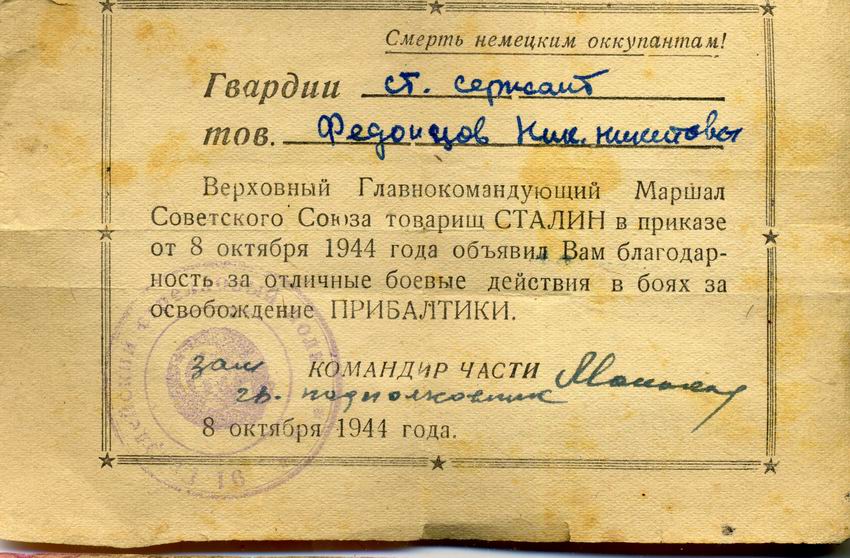 Смерть немецким оккупантам!
Гвардии ст. сержант
тов. Ник. Никитовы
Верховный Главнокомандующий Маршал
Советского Союза товарищ СТАЛИН в приказе
от 8 октября 1944 года объявил Вам благодар-
ность за отличные боевые действия в боях за
освобождение ПРИБАЛТИКИ.
зам КОМАНДИР ЧАСТИ
гв. подполковник
8 октября 1944 года.